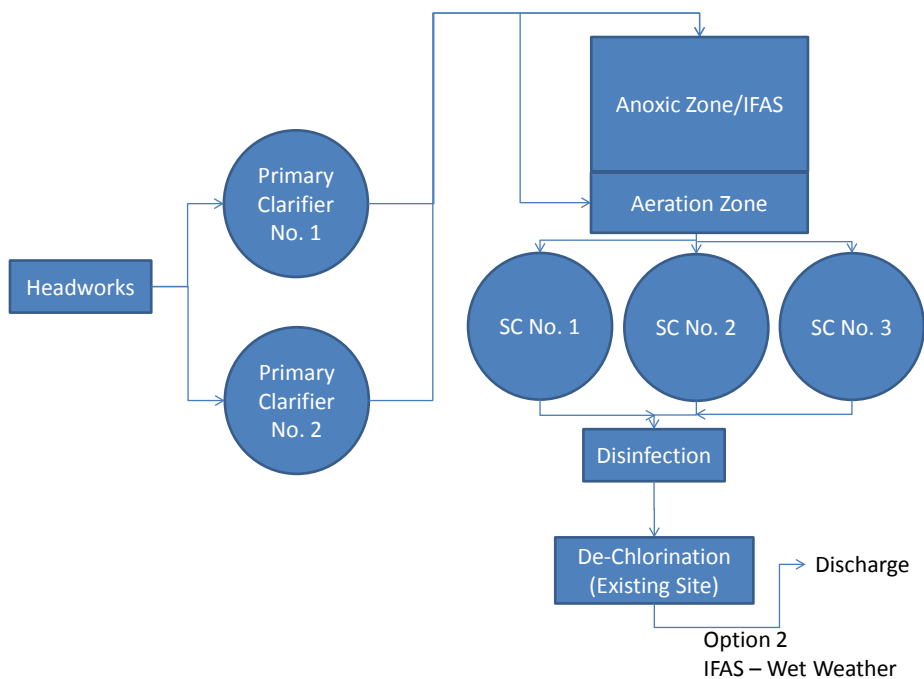 Headworks
Primary
Clarifier
No. 1
Primary
Clarifier
No. 2
Anoxic Zone/IFAS
Aeration Zone
SC No. 1
SC No. 2
SC No. 3
Disinfection
De-Chlorination
(Existing Site)
Discharge
Option 2
IFAS – Wet Weather